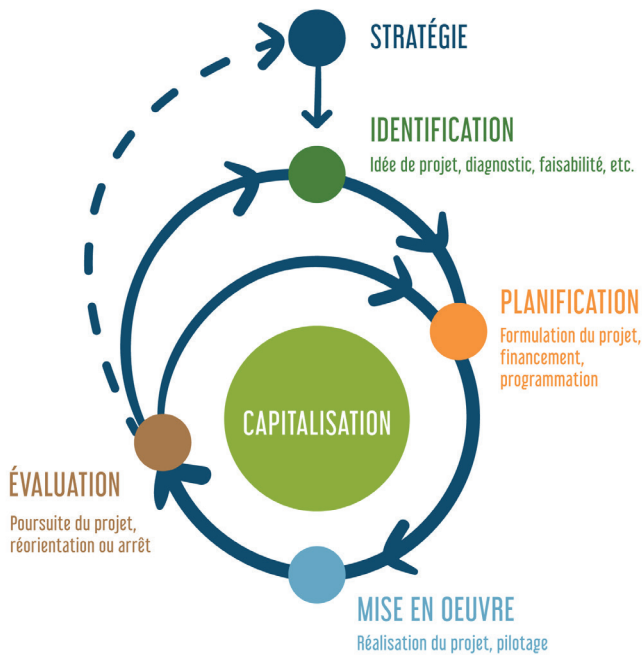 STRATÉGIE
IDENTIFICATION
Idée de projet, diagnostic, faisabilité, etc.
PLANIFICATION
Formulation du projet,
financement,
programmation
CAPITALISATION
ÉVALUATION
Poursuite du projet,
réorientation ou arrêt
MISE EN OEUVRE
Réalisation du projet, pilotage